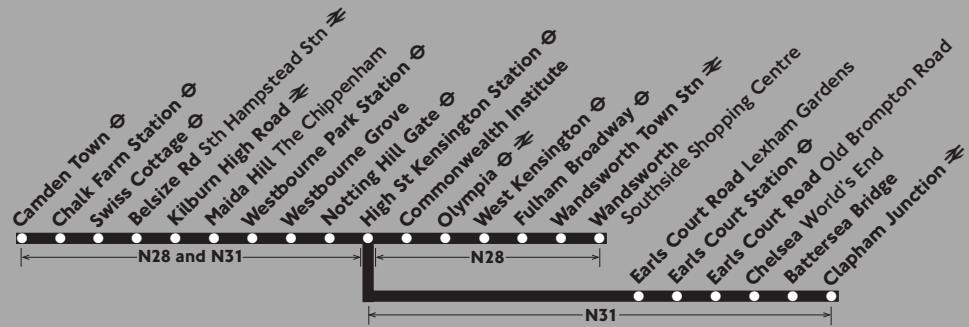 Camden Town
Chalk Farm Station
Swiss Cottage
Belsize Rd Sth Hampstead Stn
Kilburn High Road
Maida Hill The Chippenham
Westbourne Park Station
Westbourne Grove
Notting Hill Gate
High St Kensington Station
Commonwealth Institute
Olympia
West Kensington
Fulham Broadway
Wandsworth Town Stn
Wandsworth
Southside Shopping Centre
N28 and N31
N28
Earls Court Road Lexham Gardens
Earls Court Station
Earls Court Road Old Brompton Road
Chelsea World's End
Battersea Bridge
Clapham Junction
N31